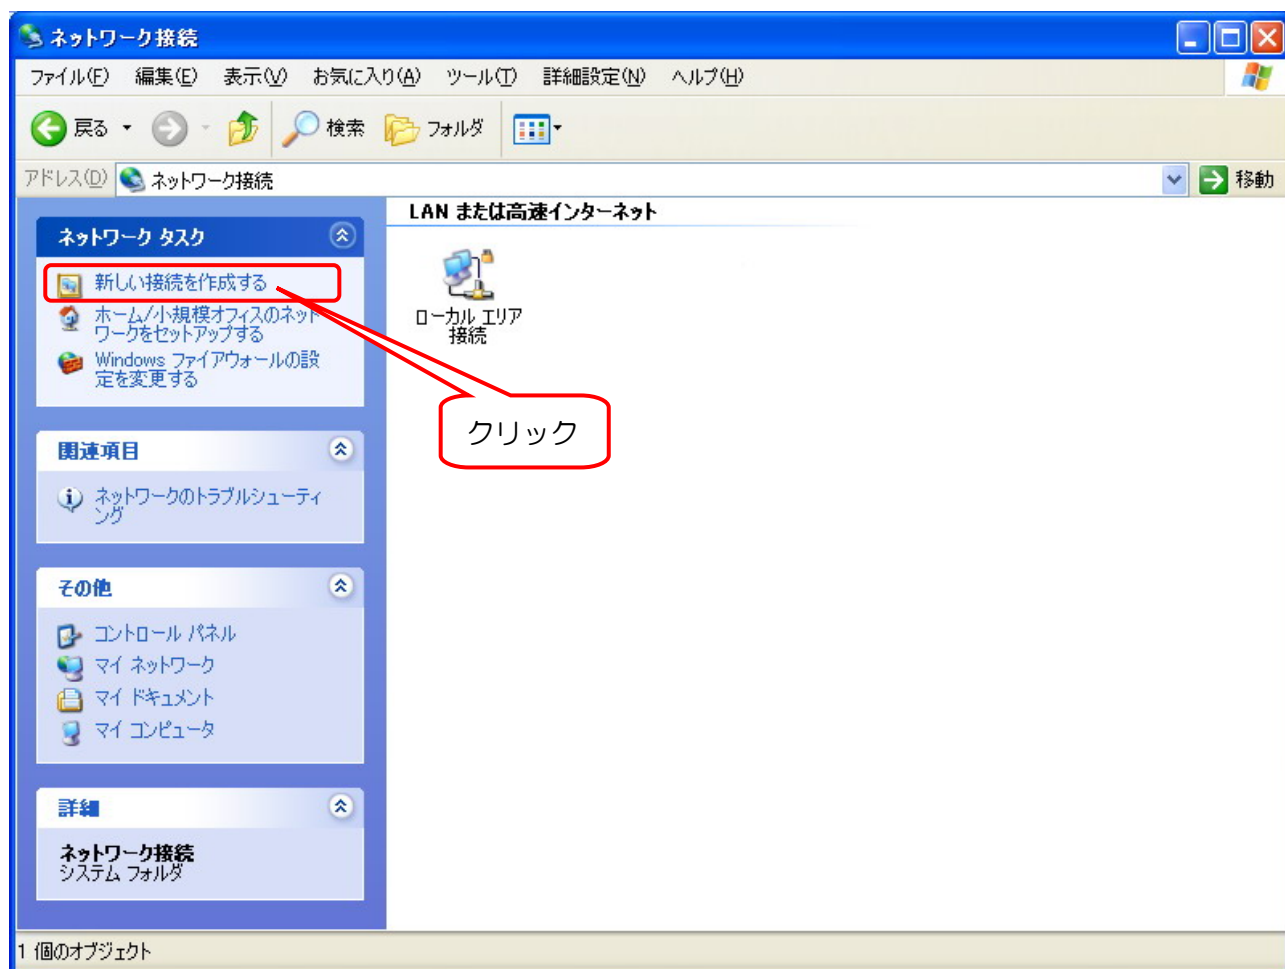 ネットワーク接続
ファイル(F) 編集(E) 表示(V) お気に入り(A) ツール(T) 詳細設定(N) ヘルプ(H)
戻る 検索 フォルダ
アドレス(D) ネットワーク接続 移動
ネットワーク タスク
新しい接続を作成する
ホーム/小規模オフィスのネット
ワークをセットアップする
Windows ファイアウォールの設
定を変更する
関連項目
ネットワークのトラブルシューティ
ング
その他
コントロール パネル
マイ ネットワーク
マイ ドキュメント
マイ コンピュータ
詳細
ネットワーク接続
システム フォルダ
LAN または高速インターネット
ローカル エリア
接続
クリック
1 個のオブジェクト